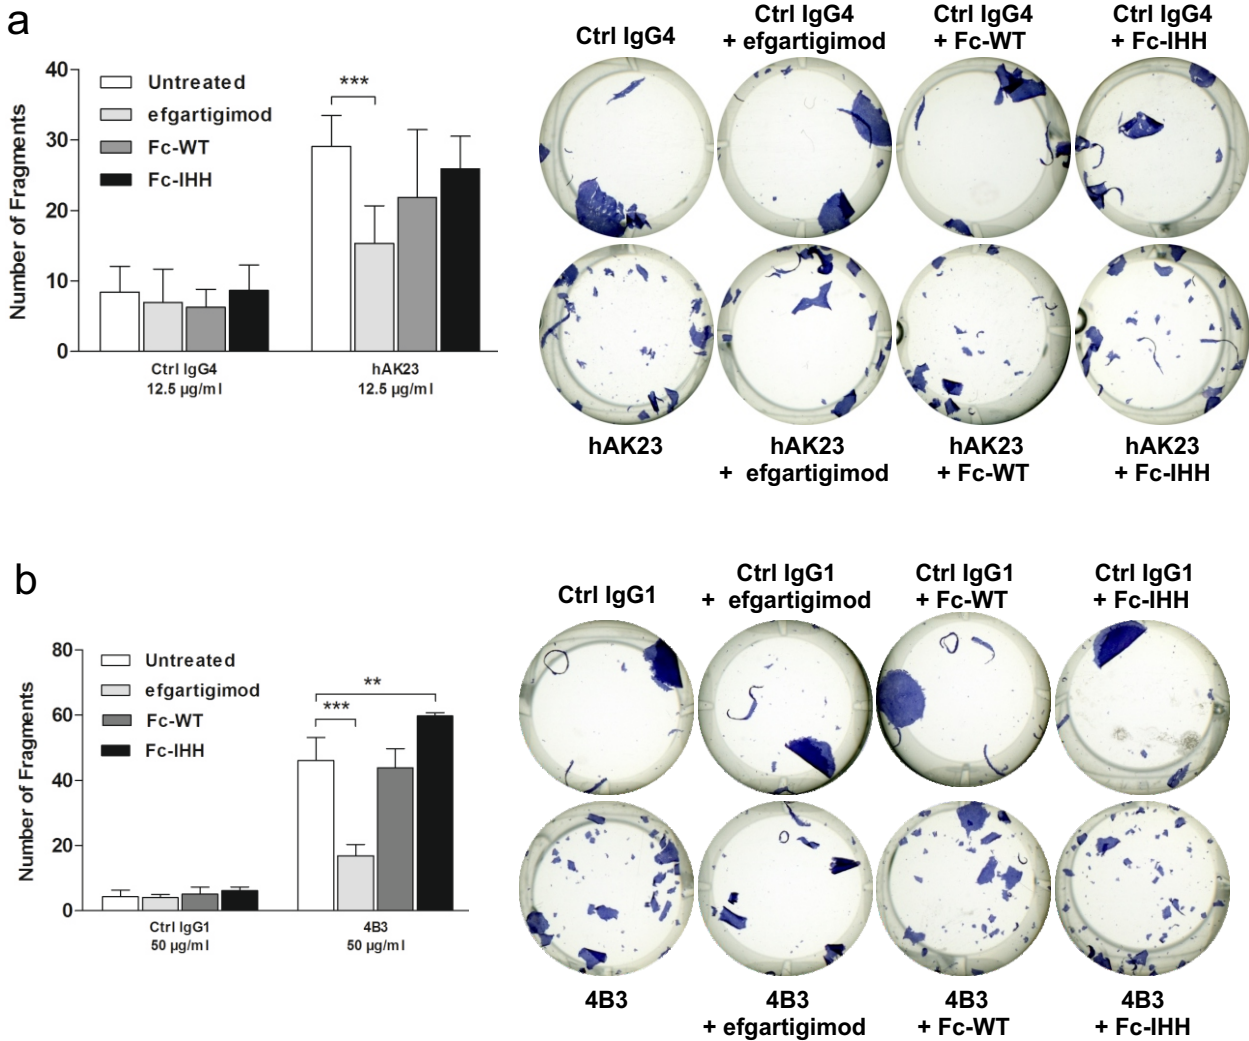 a
Number of Fragments
40
30
20
10
0
Untreated
efgartigimod
Fc-WT
Fc-IHH
***
Ctrl IgG4
12.5 µg/ml
hAK23
12.5 µg/ml
Ctrl IgG4
Ctrl IgG4
+ efgartigimod
Ctrl IgG4
+ Fc-WT
Ctrl IgG4
+ Fc-IHH
hAK23
hAK23
+ efgartigimod
hAK23
+ Fc-WT
hAK23
+ Fc-IHH
b
Number of Fragments
80
60
40
20
0
Untreated
efgartigimod
Fc-WT
Fc-IHH
**
***
Ctrl IgG1
50 µg/ml
4B3
50 µg/ml
Ctrl IgG1
Ctrl IgG1
+ efgartigimod
Ctrl IgG1
+ Fc-WT
Ctrl IgG1
+ Fc-IHH
4B3
4B3
+ efgartigimod
4B3
+ Fc-WT
4B3
+ Fc-IHH